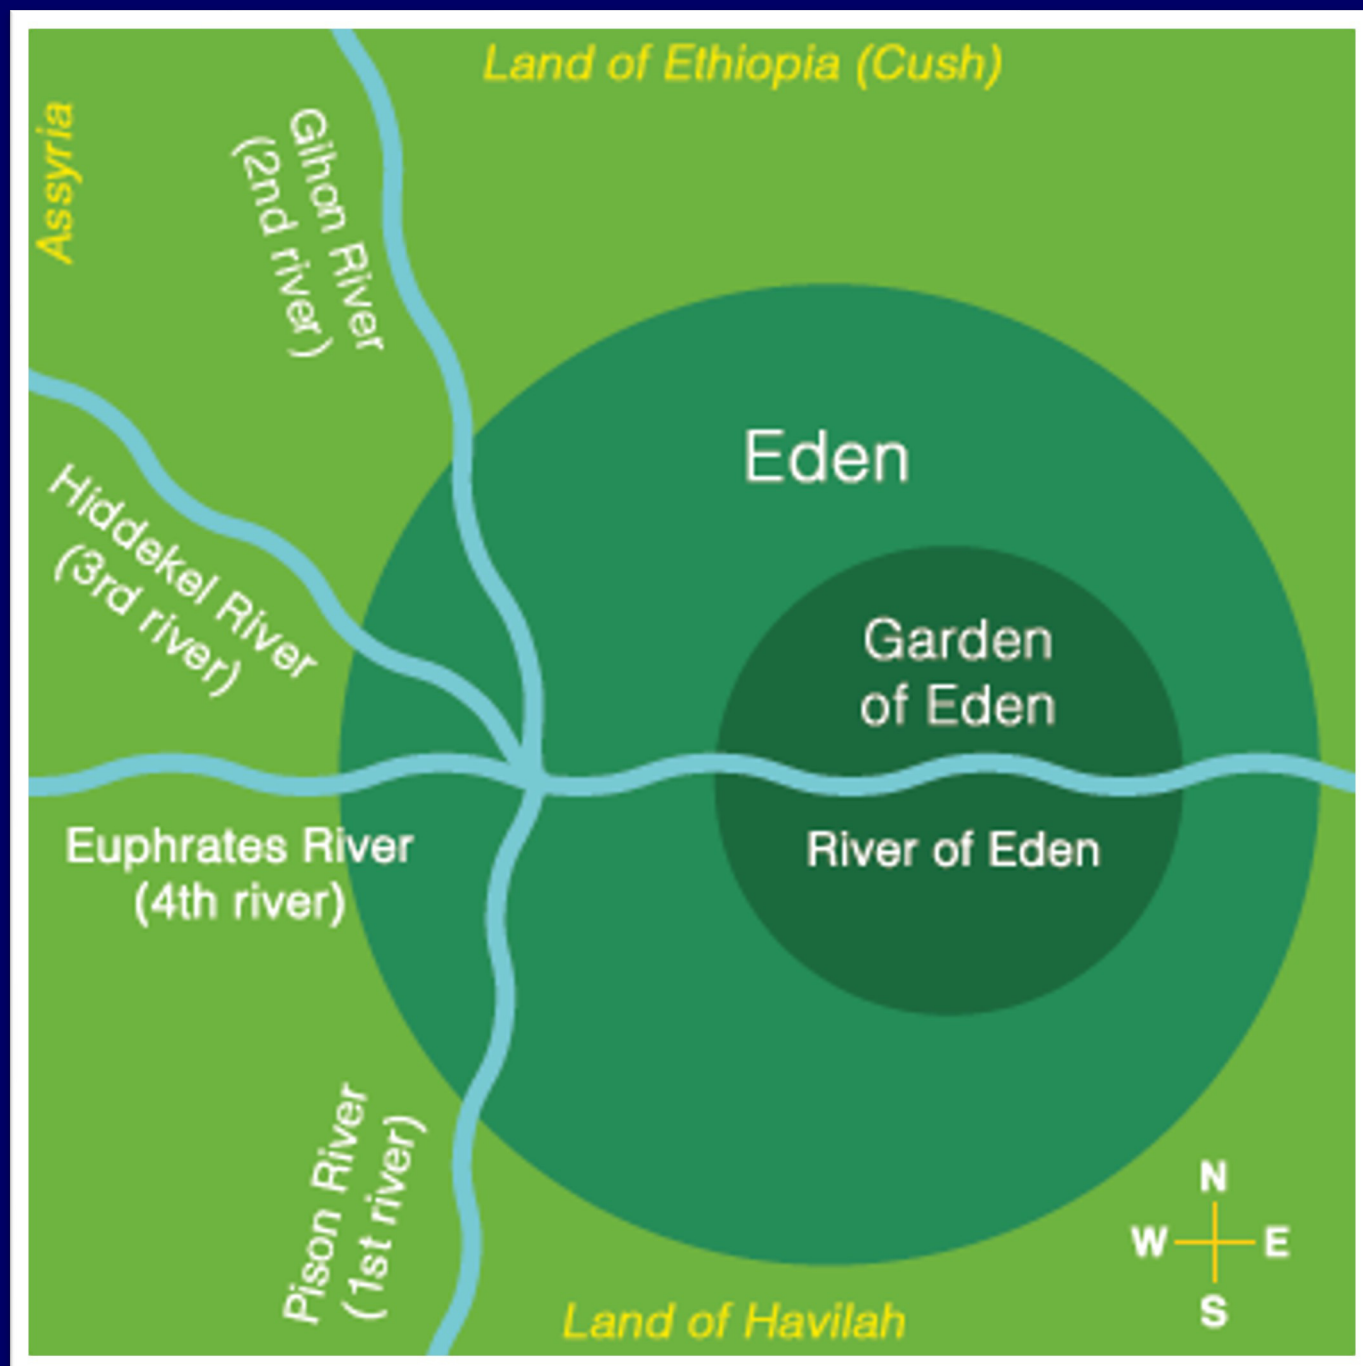 Land of Ethiopia (Cush)
Assyria
Gihon River
(2nd river)
Eden
Hiddekel River
(3rd river)
Garden
of Eden
River of Eden
Euphrates River
(4th river)
Pison River
(1st river)
Land of Havilah
N
W E
S